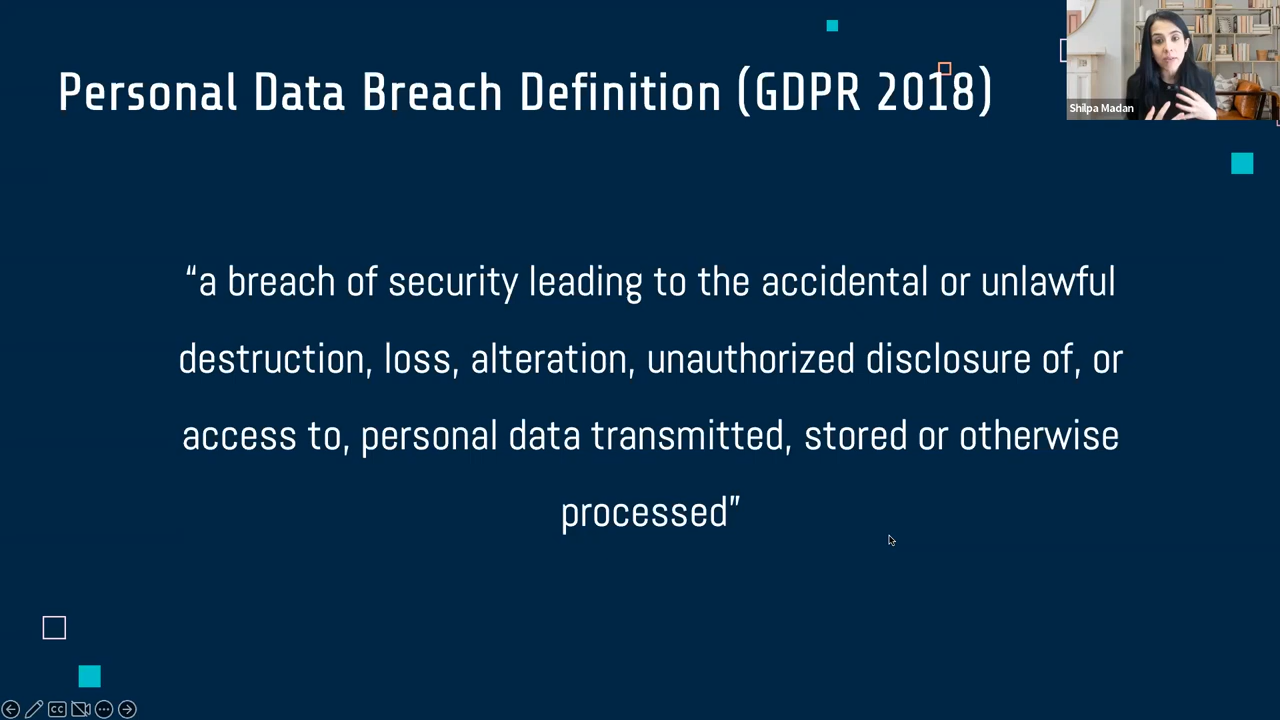 Personal Data Breach Definition (GDPR 2018)
Shilpa Madan
“a breach of security leading to the accidental or unlawful
destruction, loss, alteration, unauthorized disclosure of, or
access to, personal data transmitted, stored or otherwise
processed”
CC